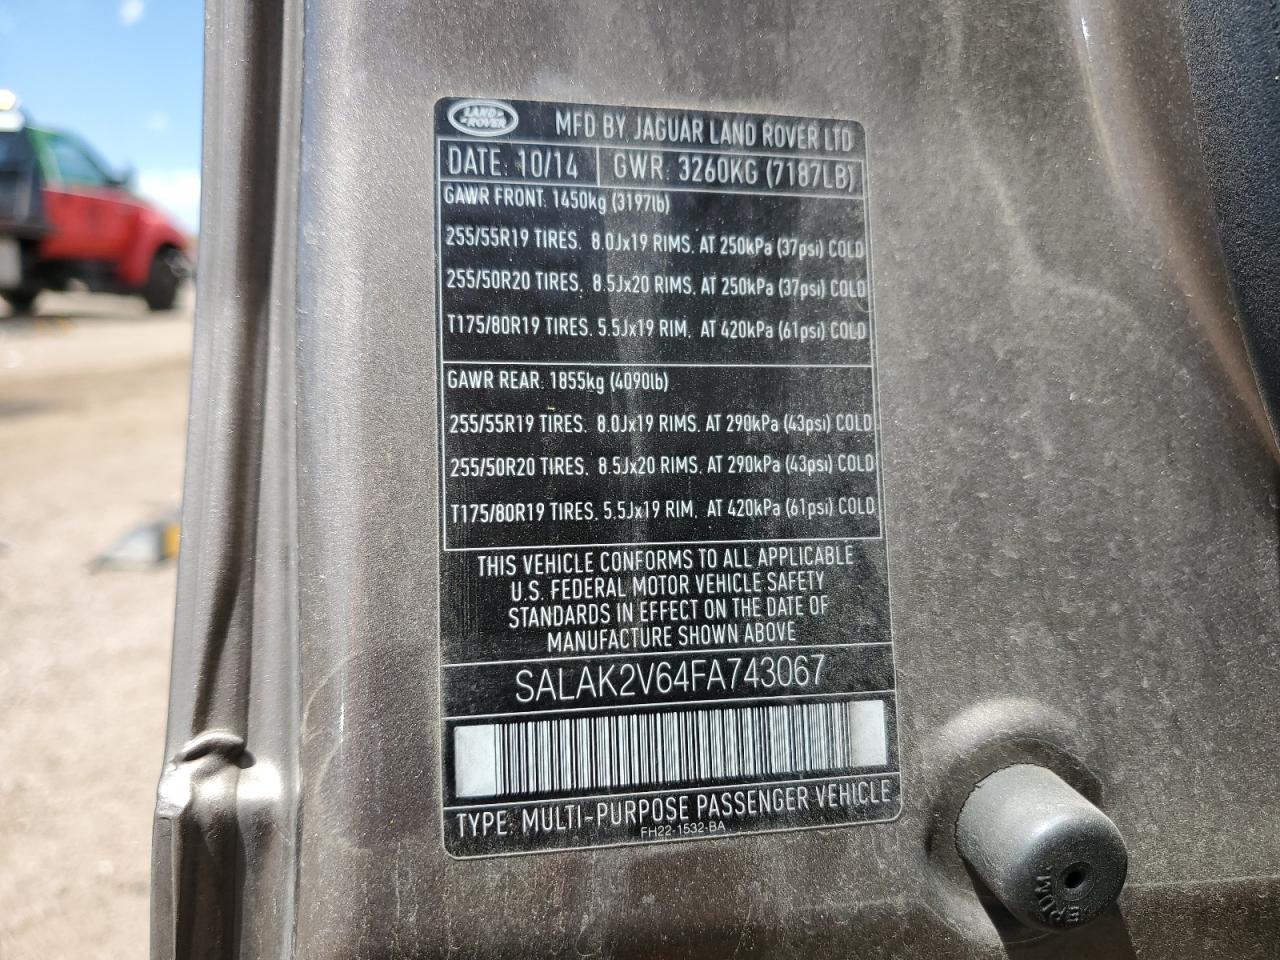 LAND ROVER
MFD BY JAGUAR LAND ROVER LTD
DATE: 10/14 GWR: 3260KG (7187LB)
GAWR FRONT: 1450kg (3197lb)
255/55R19 TIRES. 8.0Jx19 RIMS. AT 250kPa (37psi) COLD
255/50R20 TIRES. 8.5Jx20 RIMS. AT 250kPa (37psi) COLD
T175/80R19 TIRES. 5.5Jx19 RIM. AT 420kPa (61psi) COLD
GAWR REAR: 1855kg (4090lb)
255/55R19 TIRES. 8.0Jx19 RIMS. AT 290kPa (43psi) COLD
255/50R20 TIRES. 8.5Jx20 RIMS. AT 290kPa (43psi) COLD
T175/80R19 TIRES. 5.5Jx19 RIM. AT 420kPa (61psi) COLD
THIS VEHICLE CONFORMS TO ALL APPLICABLE
U.S. FEDERAL MOTOR VEHICLE SAFETY
STANDARDS IN EFFECT ON THE DATE OF
MANUFACTURE SHOWN ABOVE
SALAK2V64FA743067
TYPE: MULTI-PURPOSE PASSENGER VEHICLE
FH22-1532-BA